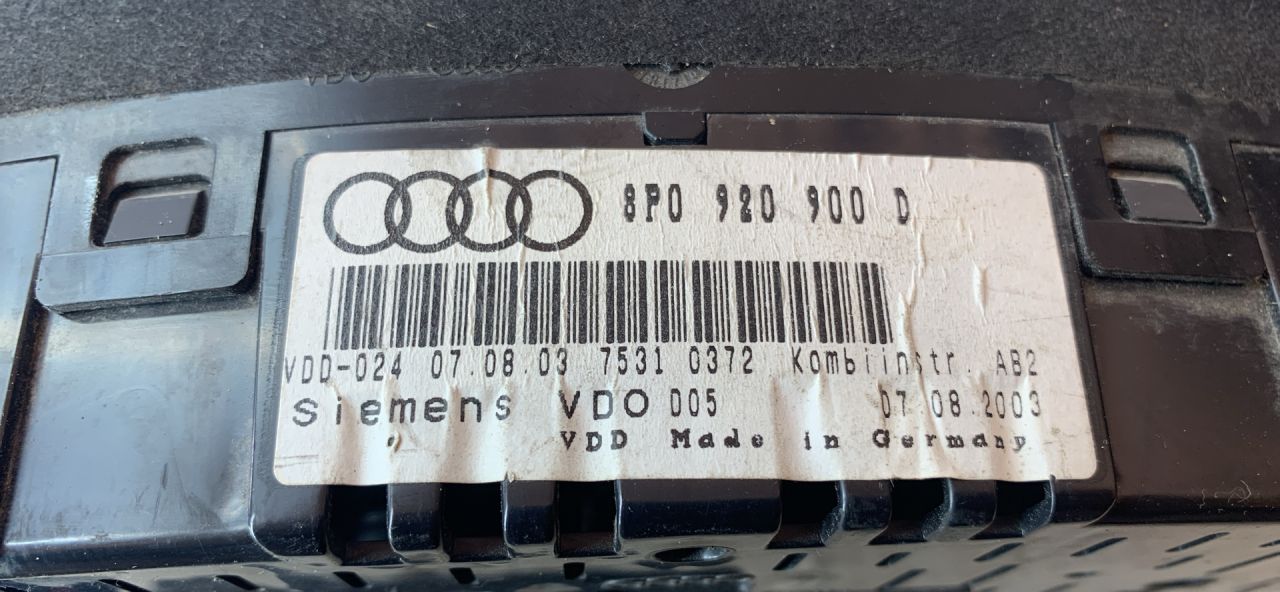 8P0 920 900 D
VDD-024 07.08.03 7531 0372 Kombiinstr. AB2
Siemens VDO D05 07.08.2003
VDD Made in Germany